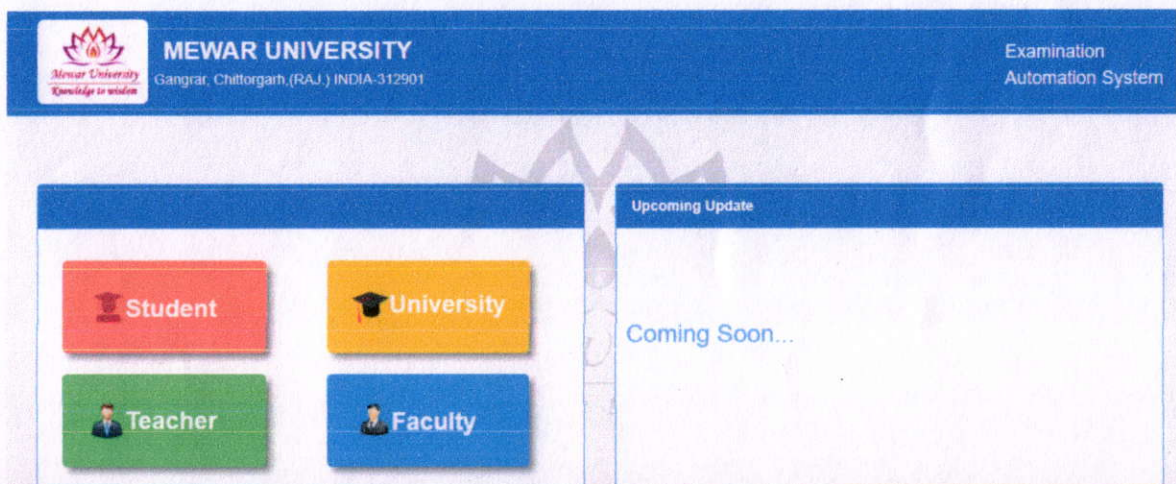 MEWAR UNIVERSITY
Gangrar, Chittorgarh,(RAJ.) INDIA-312901
Mewar University
Knowledge to wisdom
Examination
Automation System
Upcoming Update
Student
University
Coming Soon...
Teacher
Faculty